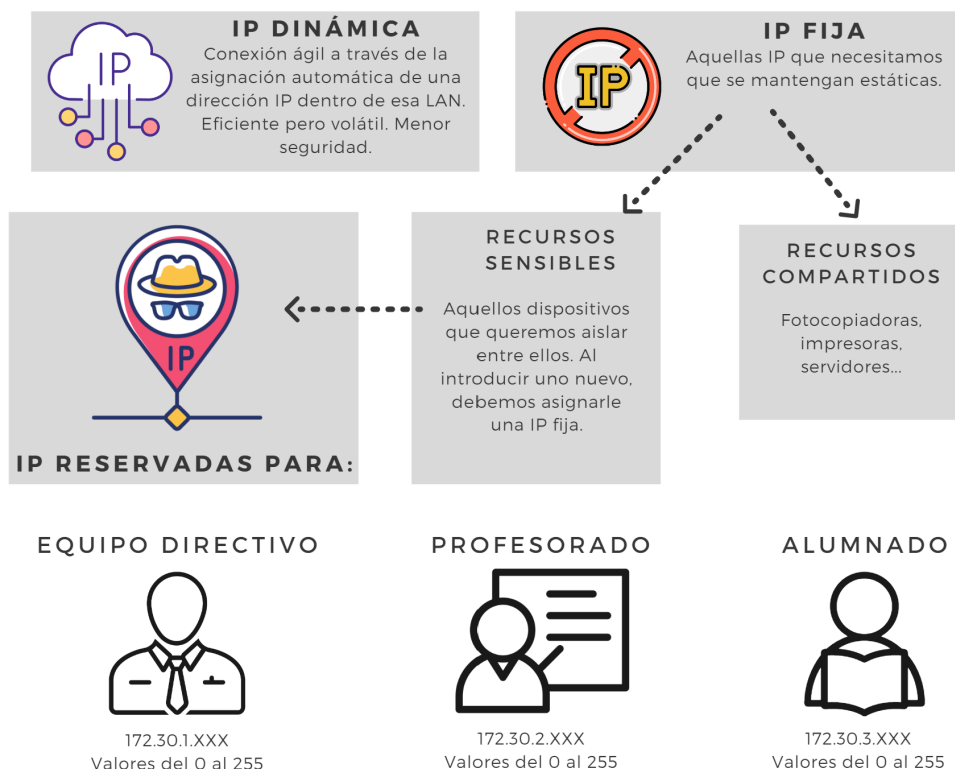 IP DINÁMICA
Conexión ágil a través de la
asignación automática de una
dirección IP dentro de esa LAN.
Eficiente pero volátil. Menor
seguridad.
IP
IP FIJA
Aquellas IP que necesitamos
que se mantengan estáticas.
IP
IP
IP RESERVADAS PARA:
RECURSOS
SENSIBLES
Aquellos dispositivos
que queremos aislar
entre ellos. Al
introducir uno nuevo,
debemos asignarle
una IP fija.
RECURSOS
COMPARTIDOS
Fotocopiadoras,
impresoras,
servidores...
EQUIPO DIRECTIVO
172.30.1.XXX
Valores del 0 al 255
PROFESORADO
172.30.2.XXX
Valores del 0 al 255
ALUMNADO
172.30.3.XXX
Valores del 0 al 255